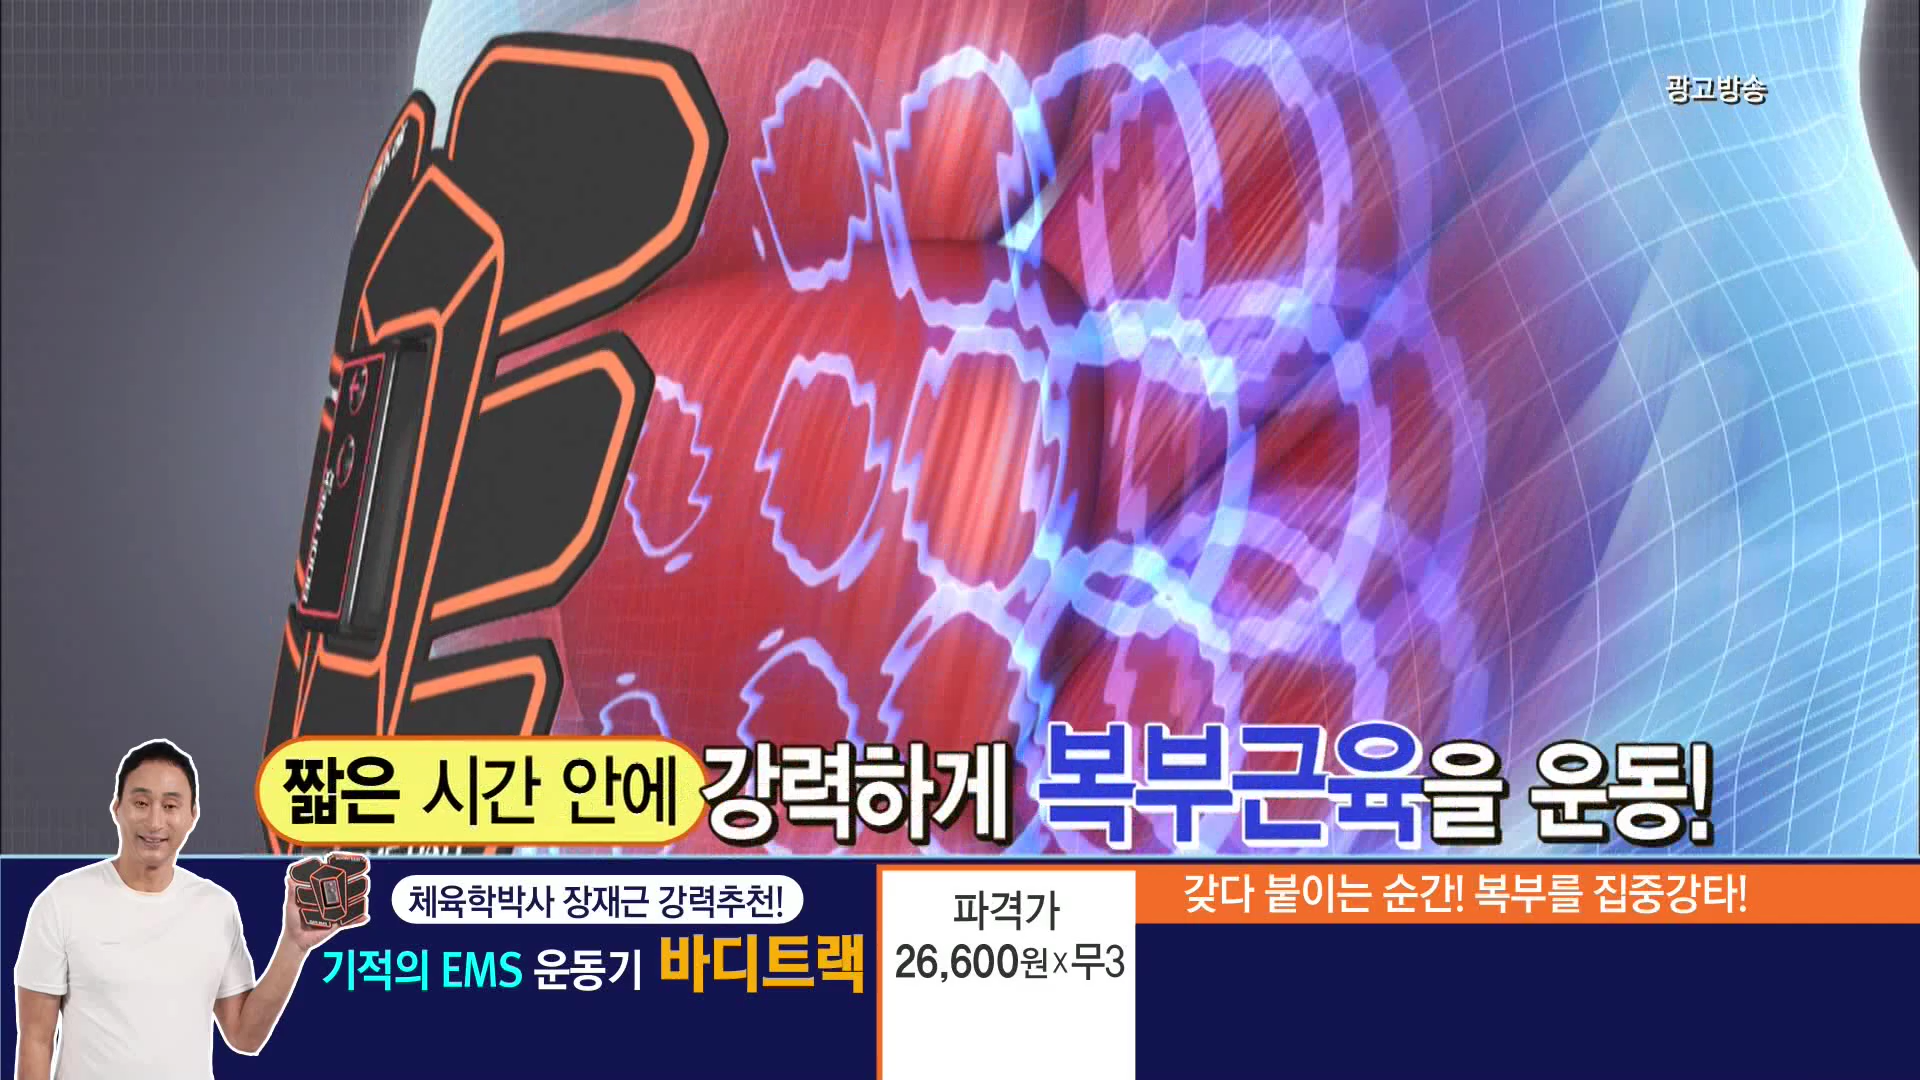 광고방송
짧은 시간 안에 강력하게 복부근육을 운동!
체육학박사 장재근 강력추천!
기적의 EMS 운동기 바디트랙
파격가
26,600원x무3
갖다 붙이는 순간! 복부를 집중강타!